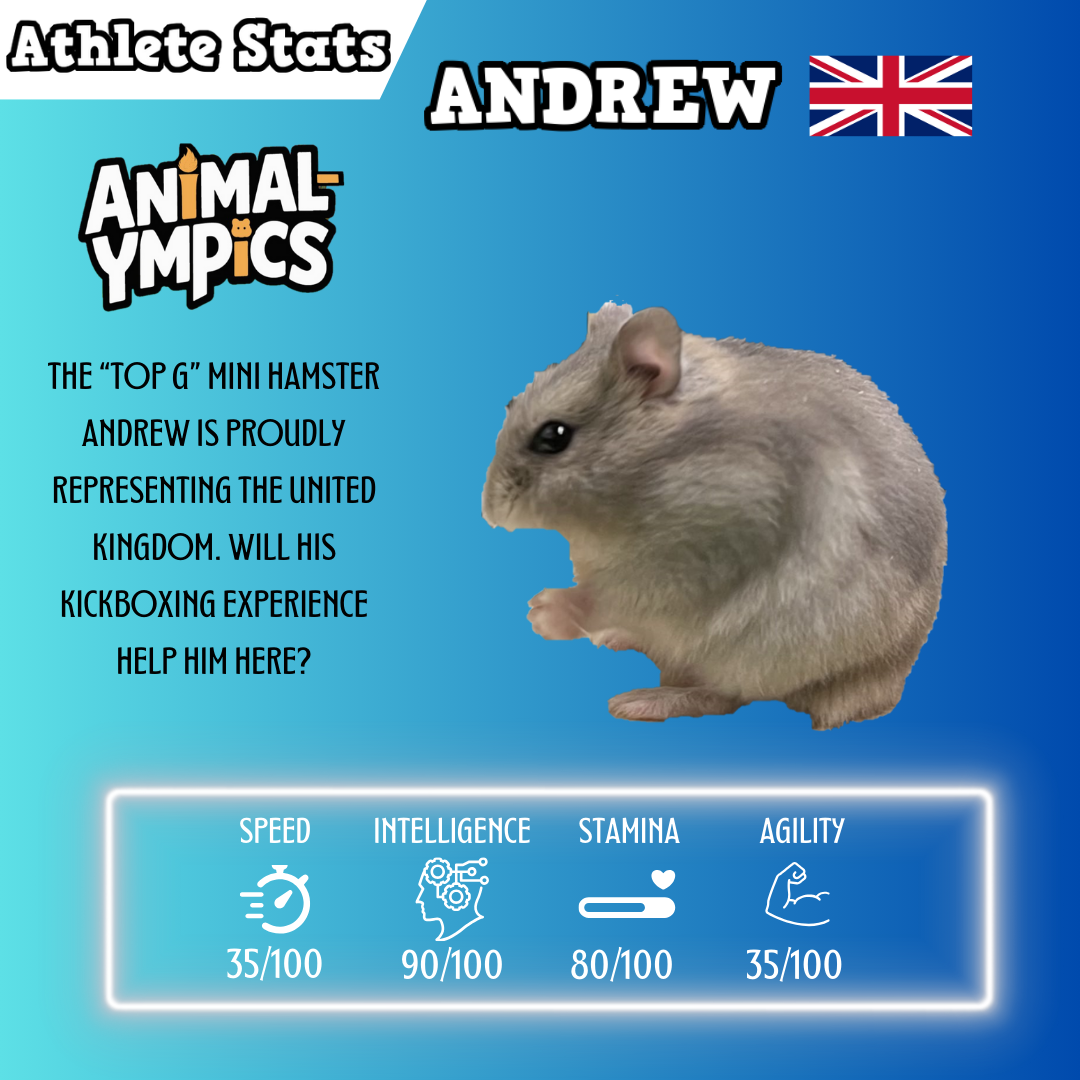 Athlete Stats
ANDREW
ANIMAL-
YMPICS
THE “TOP G” MINI HAMSTER
ANDREW IS PROUDLY
REPRESENTING THE UNITED
KINGDOM. WILL HIS
KICKBOXING EXPERIENCE
HELP HIM HERE?
SPEED INTELLIGENCE STAMINA AGILITY
35/100 90/100 80/100 35/100